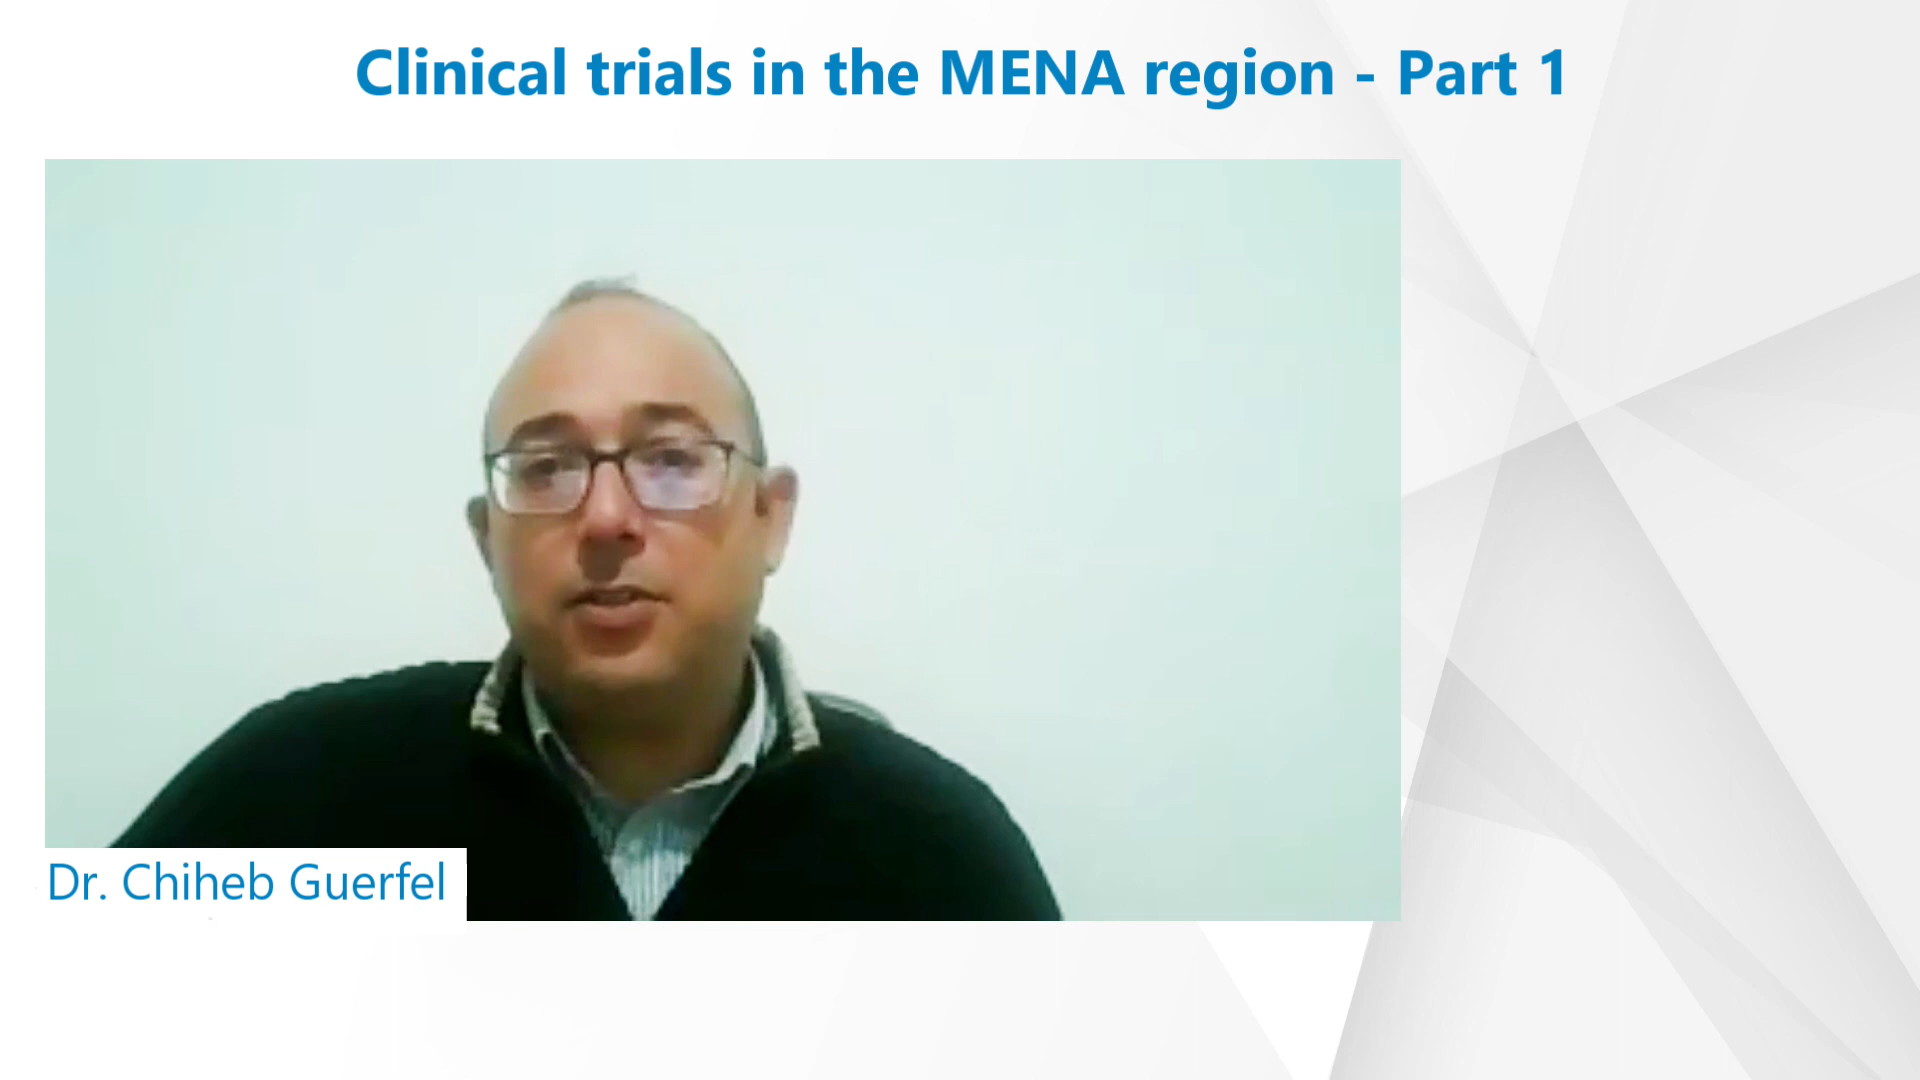 Clinical trials in the MENA region - Part 1
Dr. Chiheb Guerfel